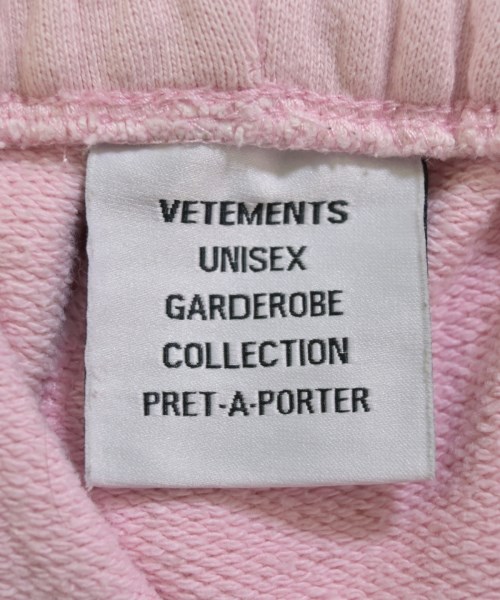 VETEMENTS
UNISEX
GARDEROBE
COLLECTION
PRET-A-PORTER